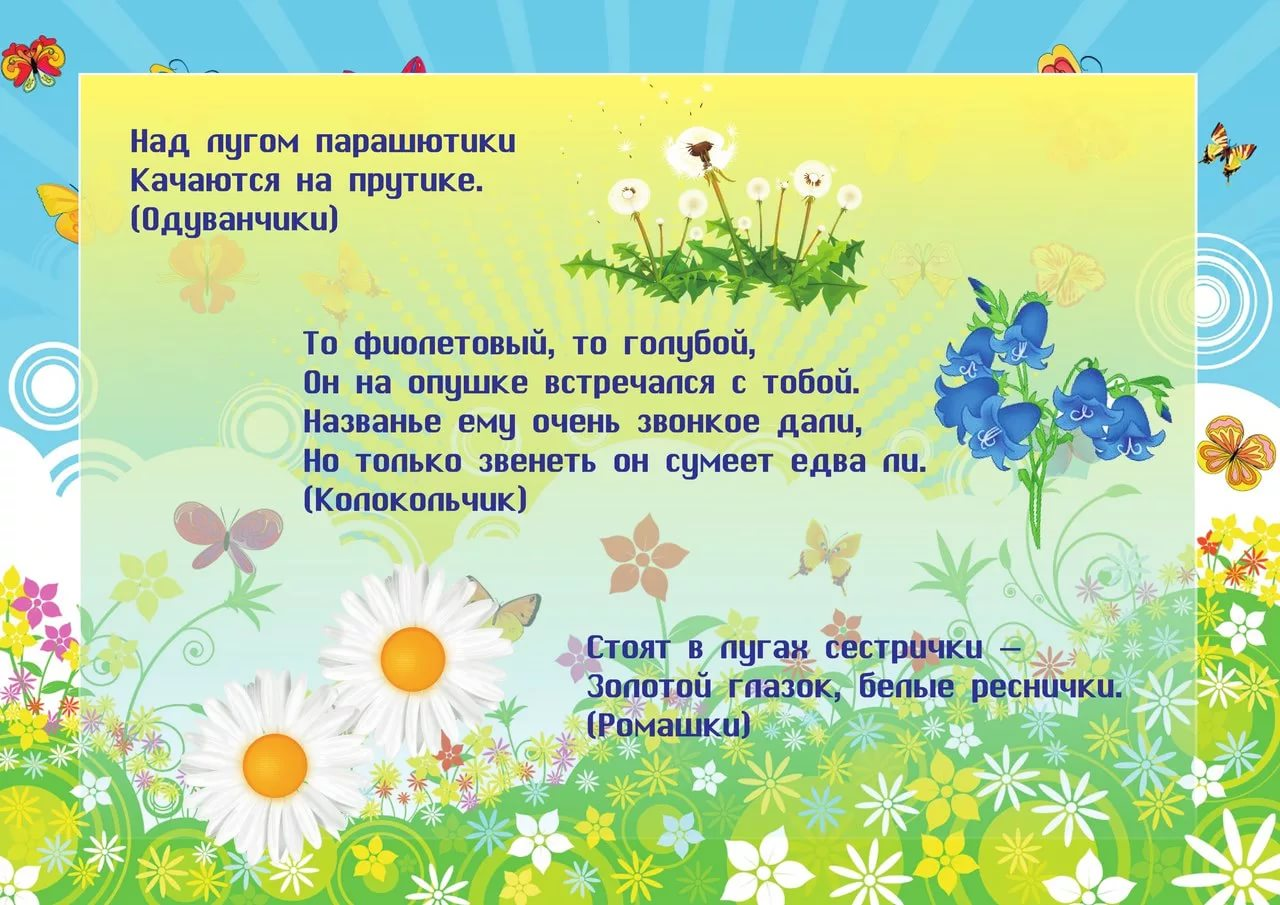 Над лугом парашютики
Качаются на прутике.
(Одуванчики)
То фиолетовый, то голубой,
Он на опушке встречался с тобой.
Названье ему очень звонкое дали,
Но только звенеть он сумеет едва ли.
(Колокольчик)
Стоят в лугах сестрички –
Золотой глазок, белые реснички.
(Ромашки)